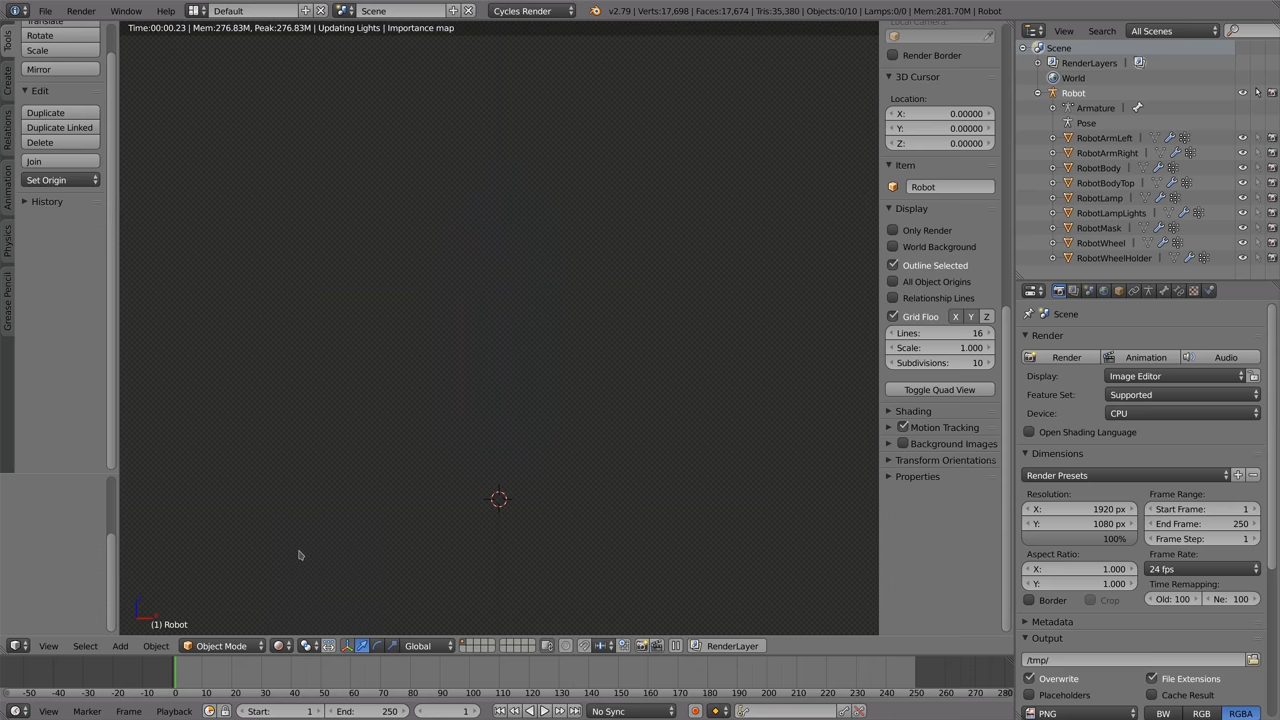 File Render Window Help Default Scene Cycles Render v2.79 | Verts:17,698 | Faces:17,674 | Tris:35,380 | Objects:0/10 | Lamps:0/0 | Mem:281.70M | Robot
Time:00:00.23 | Mem:276.83M, Peak:276.83M | Updating Lights | Importance map
Tools
Create
Relations
Animation
Physics
Grease Pencil
Translate
Rotate
Scale
Mirror
Edit
Duplicate
Duplicate Linked
Delete
Join
Set Origin
History
(1) Robot
Local Camera:
Render Border
3D Cursor
Location:
X: 0.00000
Y: 0.00000
Z: 0.00000
Item
Robot
Display
Only Render
World Background
Outline Selected
All Object Origins
Relationship Lines
Grid Floo X Y Z
Lines: 16
Scale: 1.000
Subdivisions: 10
Toggle Quad View
Shading
Motion Tracking
Background Images
Transform Orientations
Properties
View Search All Scenes
Scene
RenderLayers |
World
Robot
Armature
Pose
RobotArmLeft
RobotArmRight
RobotBody
RobotBodyTop
RobotLamp
RobotLampLights
RobotMask
RobotWheel
RobotWheelHolder
Scene
Render
Render Animation Audio
Display: Image Editor
Feature Set: Supported
Device: CPU
Open Shading Language
Dimensions
Render Presets
Resolution: Frame Range:
X: 1920 px Start Frame: 1
Y: 1080 px End Frame: 250
100% Frame Step: 1
Aspect Ratio: Frame Rate:
X: 1.000 24 fps
Y: 1.000 Time Remapping:
Border Crop Old: 100 Ne: 100
Metadata
Output
/tmp/
Overwrite File Extensions
Placeholders Cache Result
PNG BW RGB RGBA
View Select Add Object Object Mode Global RenderLayer
-50 -40 -30 -20 -10 0 10 20 30 40 50 60 70 80 90 100 110 120 130 140 150 160 170 180 190 200 210 220 230 240 250 260 270 280
View Marker Frame Playback Start: 1 End: 250 1 No Sync